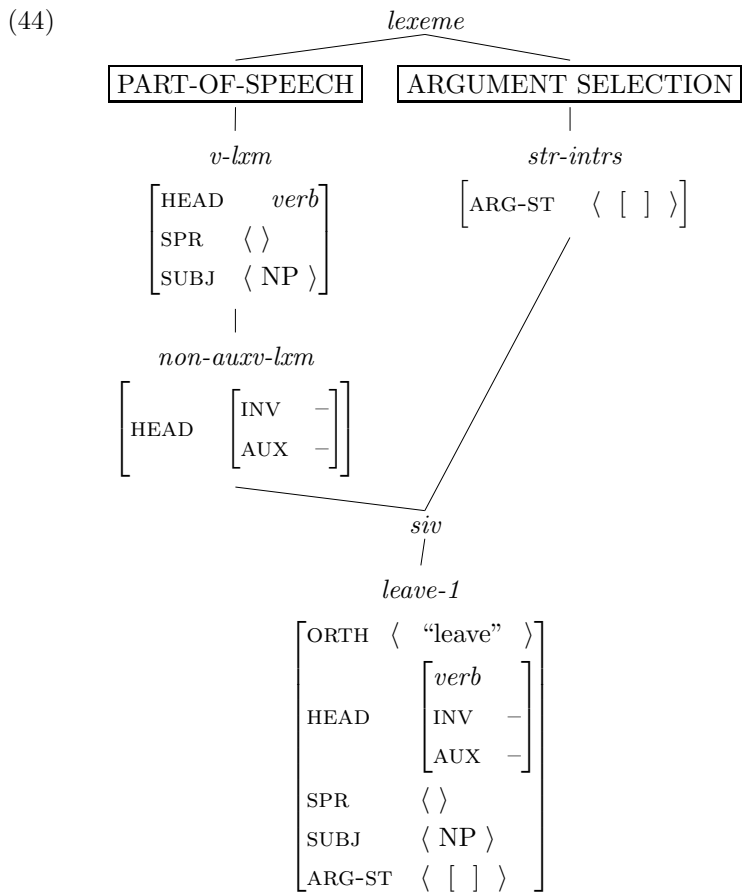 (44)
lexeme
PART-OF-SPEECH ARGUMENT SELECTION
v-lxm str-intrs
HEAD verb
SPR ⟨ ⟩
SUBJ ⟨ NP ⟩
[ARG-ST ⟨ [ ] ⟩]
non-auxv-lxm
HEAD
INV –
AUX –
siv
leave-1
ORTH ⟨ “leave” ⟩
HEAD
verb
INV –
AUX –
SPR ⟨ ⟩
SUBJ ⟨ NP ⟩
ARG-ST ⟨ [ ] ⟩